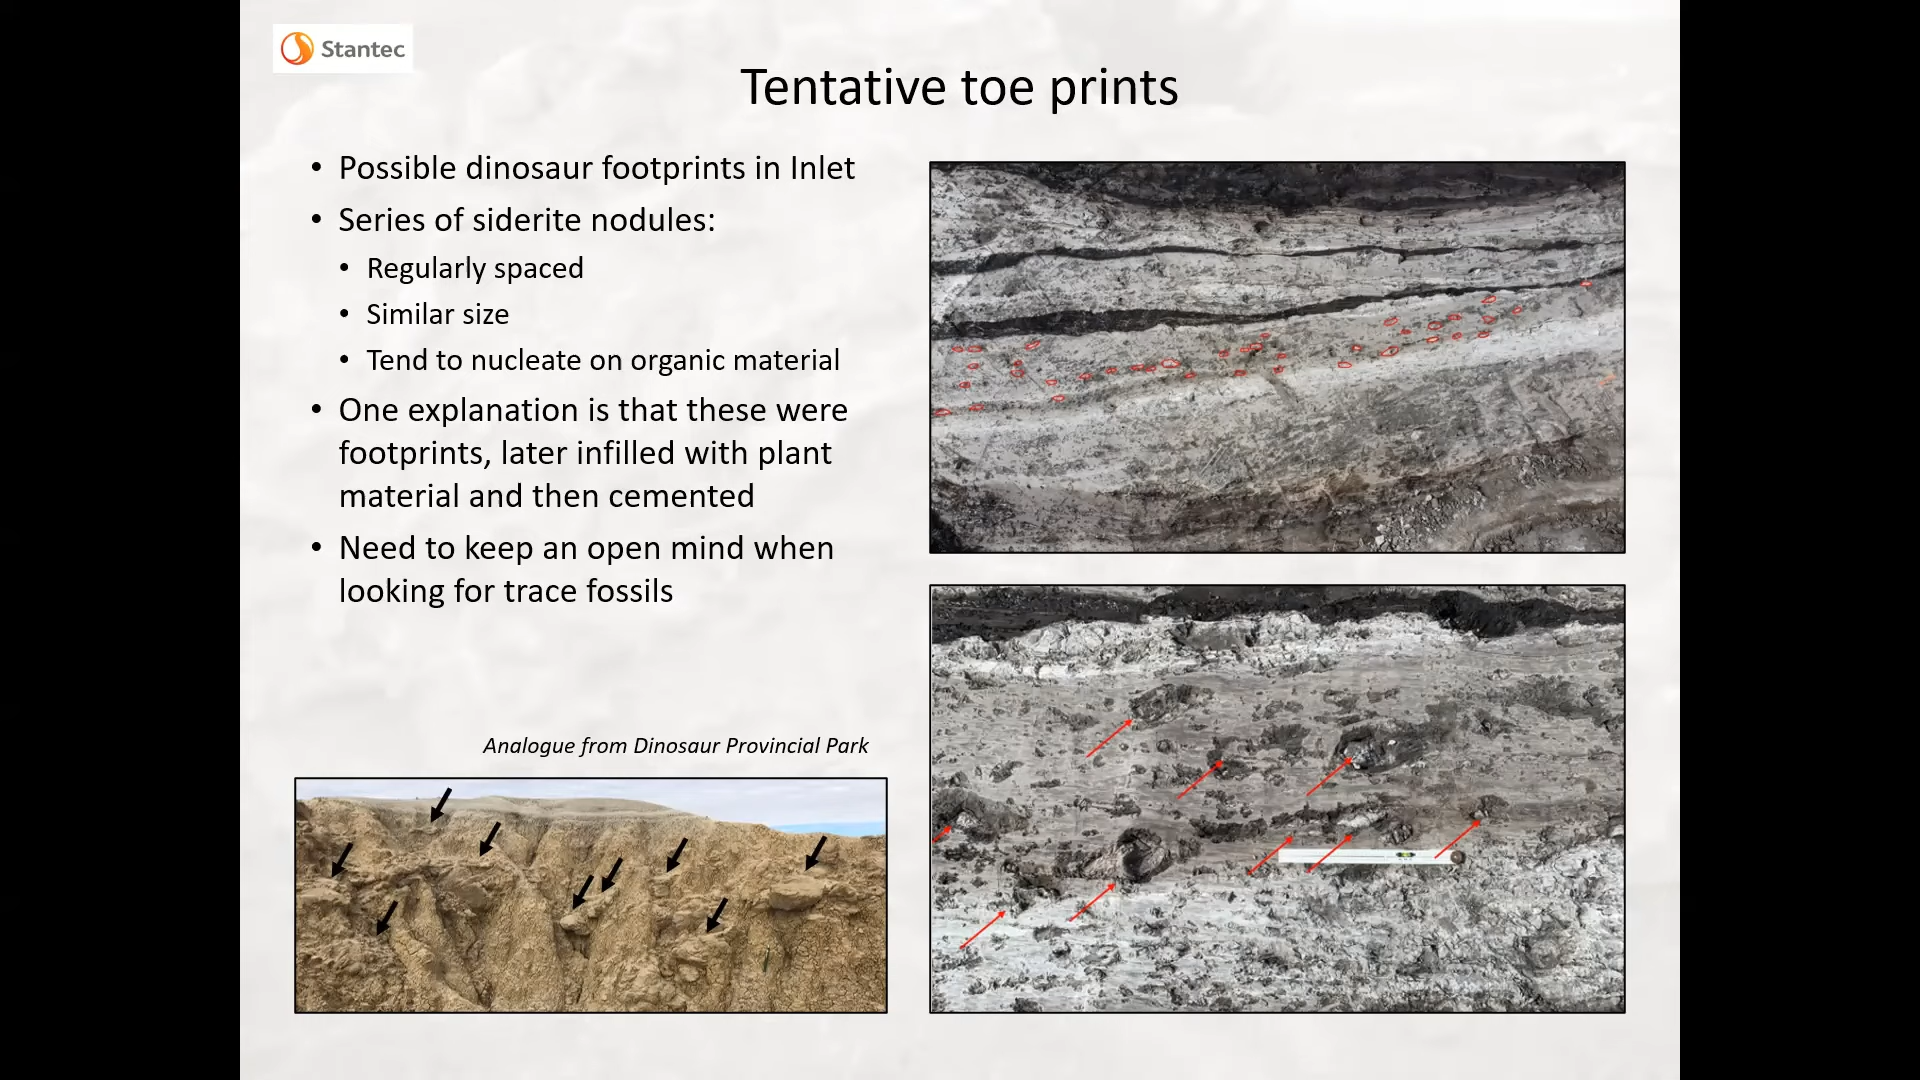 Stantec
Tentative toe prints
• Possible dinosaur footprints in Inlet
• Series of siderite nodules:
• Regularly spaced
• Similar size
• Tend to nucleate on organic material
• One explanation is that these were
footprints, later infilled with plant
material and then cemented
• Need to keep an open mind when
looking for trace fossils
Analogue from Dinosaur Provincial Park